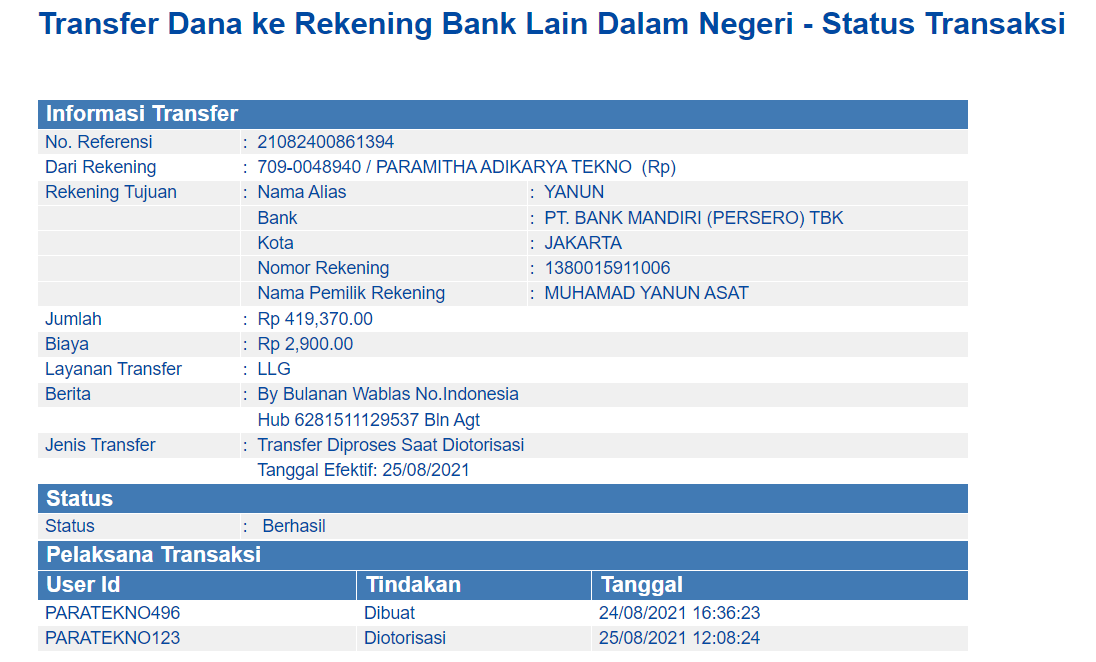 Transfer Dana ke Rekening Bank Lain Dalam Negeri - Status Transaksi
Informasi Transfer
No. Referensi : 21082400861394
Dari Rekening : 709-0048940 / PARAMITHA ADIKARYA TEKNO (Rp)
Rekening Tujuan : Nama Alias : YANUN
Bank : PT. BANK MANDIRI (PERSERO) TBK
Kota : JAKARTA
Nomor Rekening : 1380015911006
Nama Pemilik Rekening : MUHAMAD YANUN ASAT
Jumlah : Rp 419,370.00
Biaya : Rp 2,900.00
Layanan Transfer : LLG
Berita : By Bulanan Wablas No.Indonesia
Hub 6281511129537 Bln Agt
Jenis Transfer : Transfer Diproses Saat Diotorisasi
Tanggal Efektif: 25/08/2021
Status
Status : Berhasil
Pelaksana Transaksi
User Id Tindakan Tanggal
PARATEKNO496 Dibuat 24/08/2021 16:36:23
PARATEKNO123 Diotorisasi 25/08/2021 12:08:24